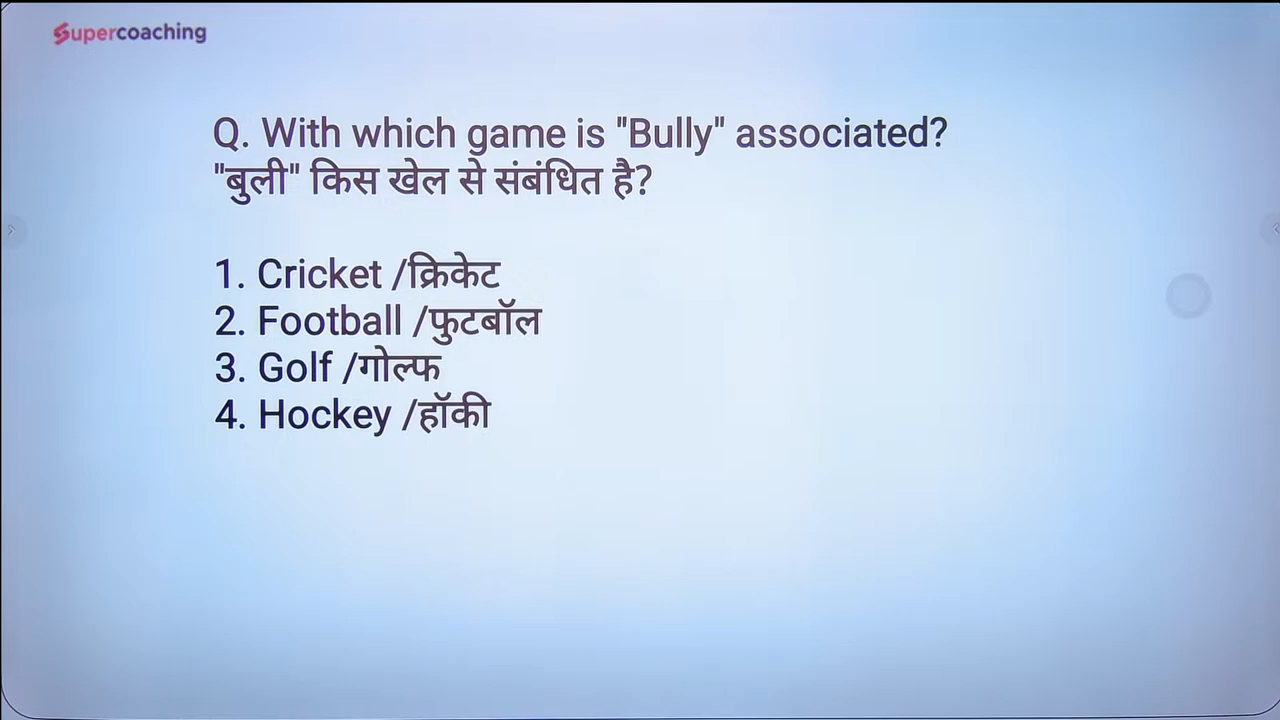 Supercoaching
Q. With which game is "Bully" associated?
"बुली" किस खेल से संबंधित है?
1. Cricket /क्रिकेट
2. Football /फुटबॉल
3. Golf /गोल्फ
4. Hockey /हॉकी